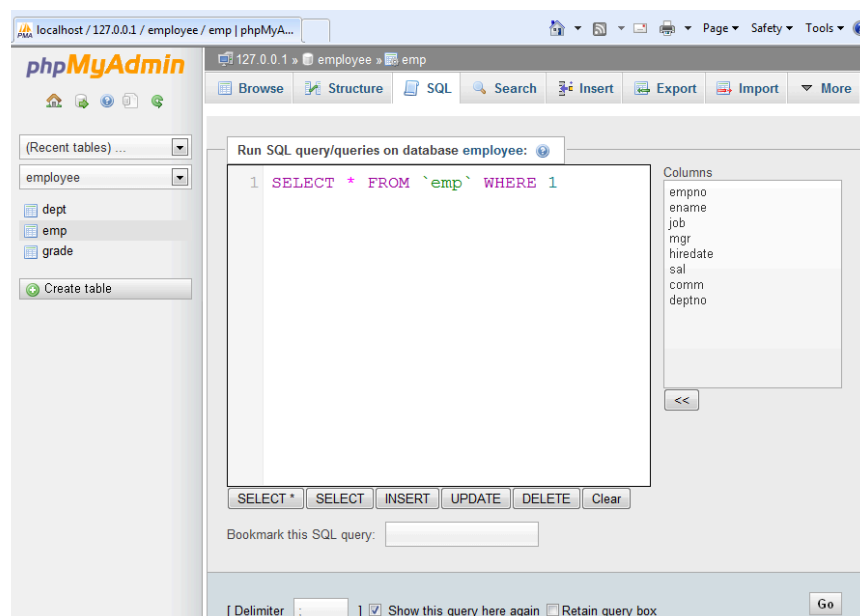 localhost / 127.0.0.1 / employee / emp | phpMyA...
Page Safety Tools
phpMyAdmin
127.0.0.1 » employee » emp
Browse Structure SQL Search Insert Export Import More
(Recent tables) ...
employee
dept
emp
grade
Create table
Run SQL query/queries on database employee:
1 SELECT * FROM `emp` WHERE 1
Columns
empno
ename
job
mgr
hiredate
sal
comm
deptno
<<
SELECT * SELECT INSERT UPDATE DELETE Clear
Bookmark this SQL query:
[ Delimiter ; ] Show this query here again Retain query box
Go